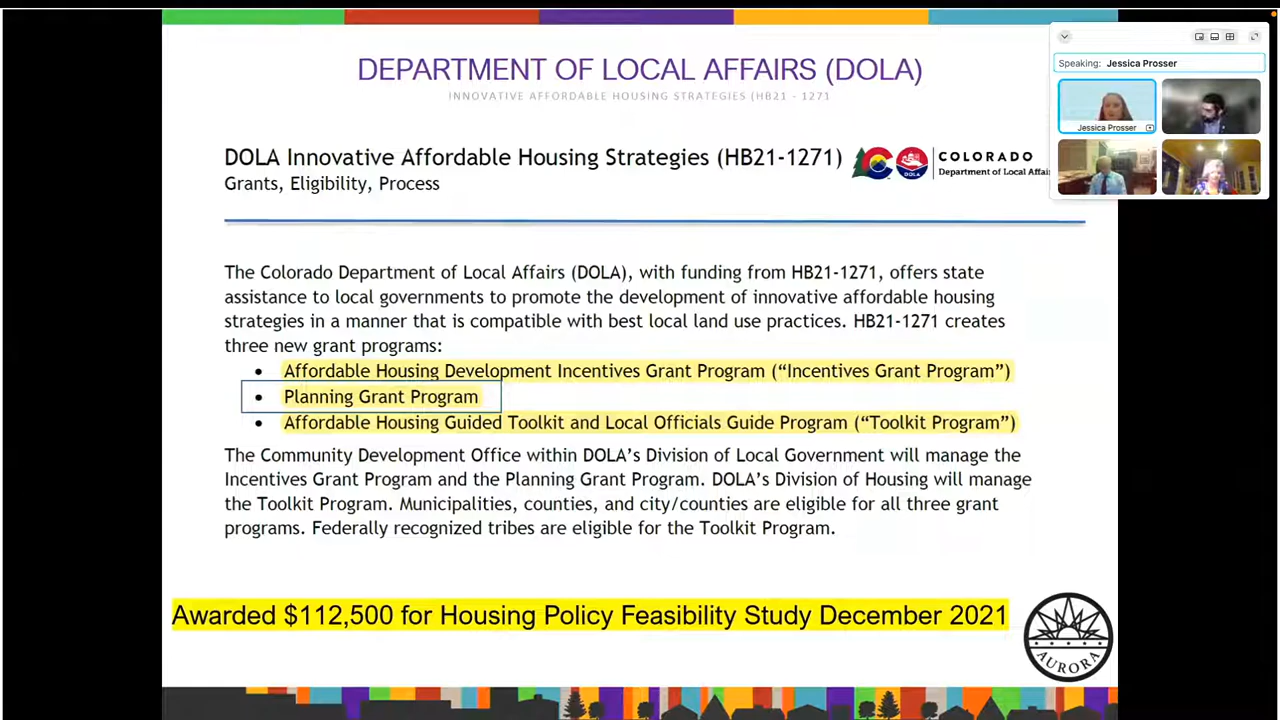 DEPARTMENT OF LOCAL AFFAIRS (DOLA)
INNOVATIVE AFFORDABLE HOUSING STRATEGIES (HB21 - 1271
Speaking: Jessica Prosser
Jessica Prosser
DOLA Innovative Affordable Housing Strategies (HB21-1271)
Grants, Eligibility, Process
DOLA
COLORADO
Department of Local Affai
The Colorado Department of Local Affairs (DOLA), with funding from HB21-1271, offers state
assistance to local governments to promote the development of innovative affordable housing
strategies in a manner that is compatible with best local land use practices. HB21-1271 creates
three new grant programs:
• Affordable Housing Development Incentives Grant Program (“Incentives Grant Program”)
• Planning Grant Program
• Affordable Housing Guided Toolkit and Local Officials Guide Program (“Toolkit Program”)
The Community Development Office within DOLA’s Division of Local Government will manage the
Incentives Grant Program and the Planning Grant Program. DOLA’s Division of Housing will manage
the Toolkit Program. Municipalities, counties, and city/counties are eligible for all three grant
programs. Federally recognized tribes are eligible for the Toolkit Program.
Awarded $112,500 for Housing Policy Feasibility Study December 2021
AURORA